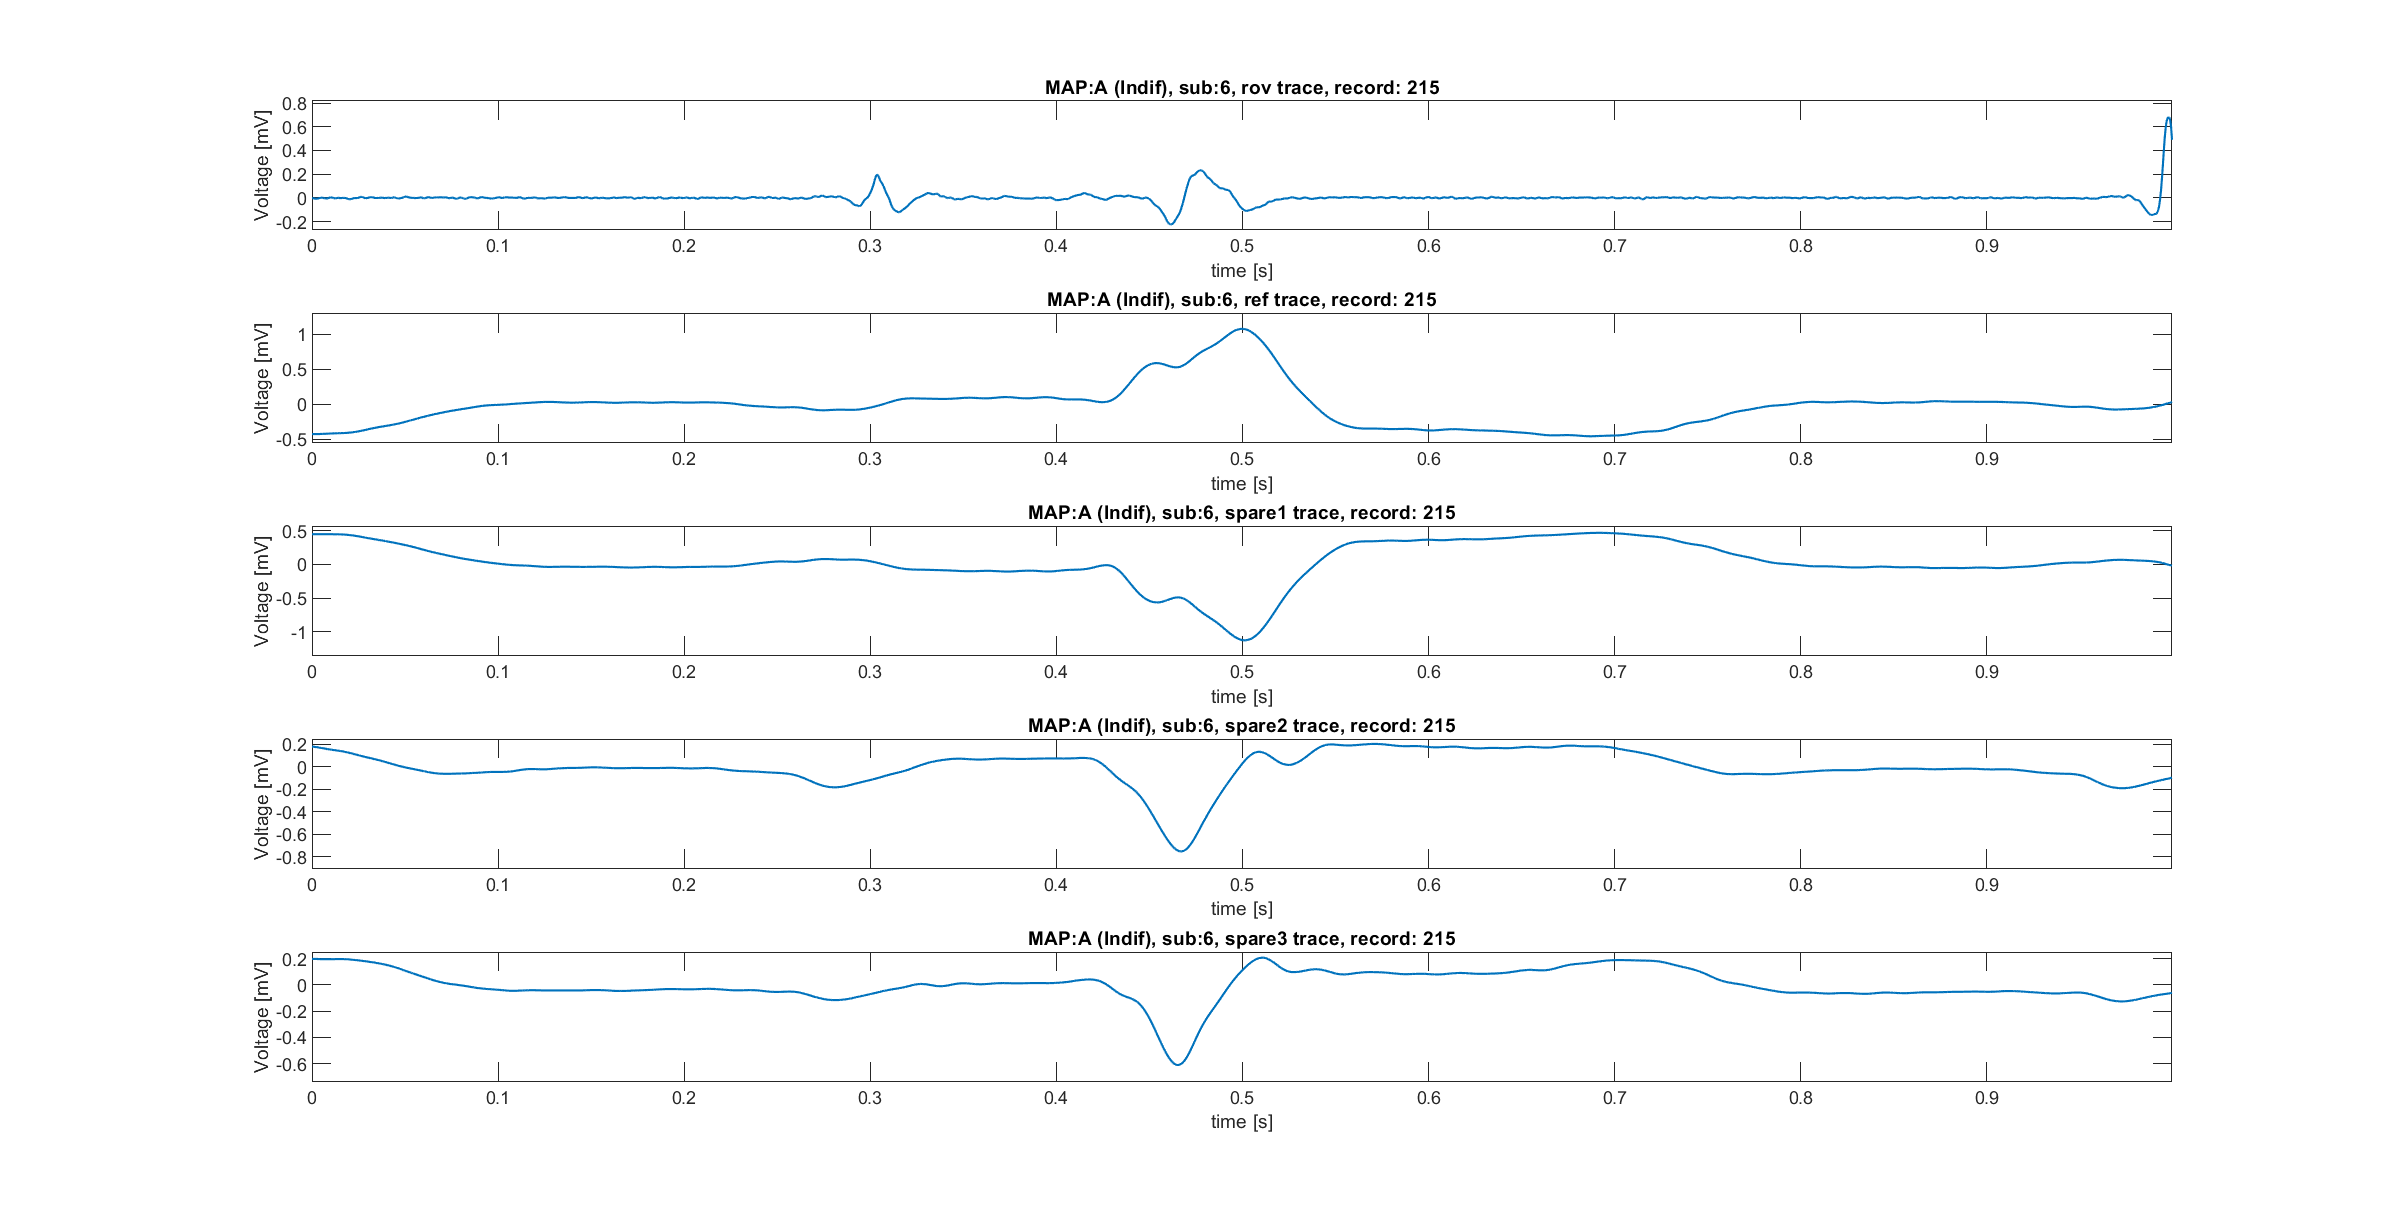 MAP:A (Indif), sub:6, rov trace, record: 215
Voltage [mV]
0.8
0.6
0.4
0.2
0
-0.2
0 0.1 0.2 0.3 0.4 0.5 0.6 0.7 0.8 0.9
time [s]
MAP:A (Indif), sub:6, ref trace, record: 215
Voltage [mV]
1
0.5
0
-0.5
0 0.1 0.2 0.3 0.4 0.5 0.6 0.7 0.8 0.9
time [s]
MAP:A (Indif), sub:6, spare1 trace, record: 215
Voltage [mV]
0.5
0
-0.5
-1
0 0.1 0.2 0.3 0.4 0.5 0.6 0.7 0.8 0.9
time [s]
MAP:A (Indif), sub:6, spare2 trace, record: 215
Voltage [mV]
0.2
0
-0.2
-0.4
-0.6
-0.8
0 0.1 0.2 0.3 0.4 0.5 0.6 0.7 0.8 0.9
time [s]
MAP:A (Indif), sub:6, spare3 trace, record: 215
Voltage [mV]
0.2
0
-0.2
-0.4
-0.6
0 0.1 0.2 0.3 0.4 0.5 0.6 0.7 0.8 0.9
time [s]